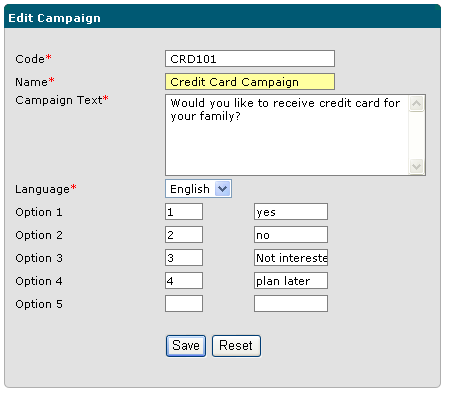 Edit Campaign
Code* CRD101
Name* Credit Card Campaign
Campaign Text* Would you like to receive credit card for
your family?
Language* English
Option 1 1 yes
Option 2 2 no
Option 3 3 Not intereste
Option 4 4 plan later
Option 5
Save Reset